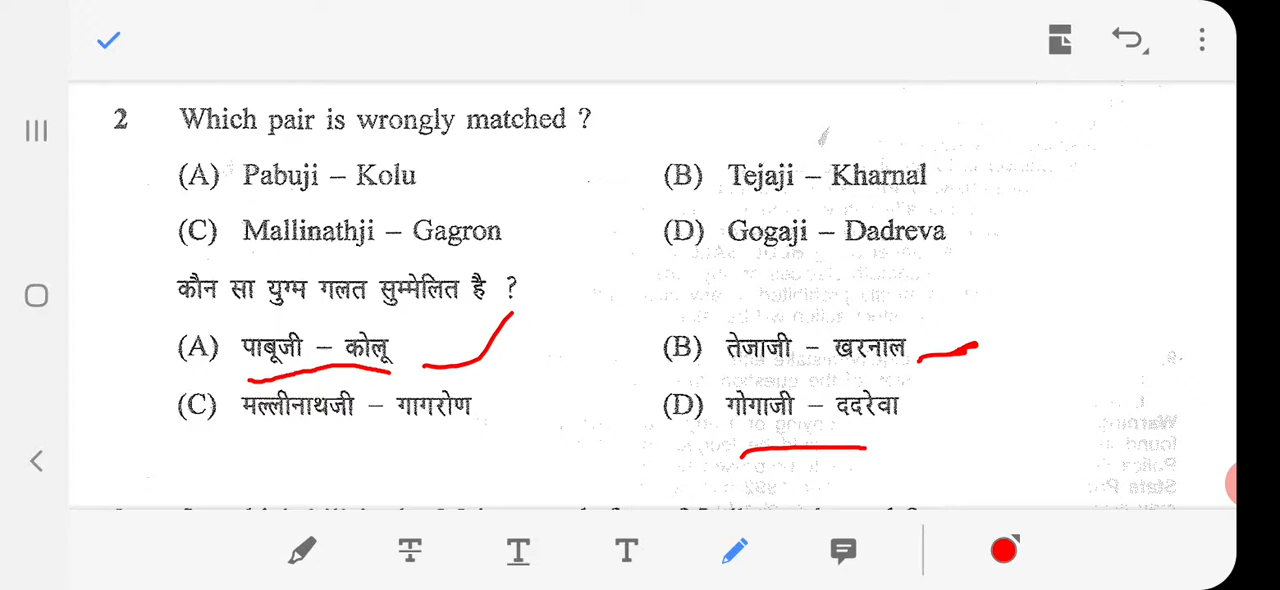 2 Which pair is wrongly matched ?
(A) Pabuji – Kolu (B) Tejaji – Kharnal
(C) Mallinathji – Gagron (D) Gogaji – Dadreva
कौन सा युग्म गलत सुम्मेलित है ?
(A) पाबूजी – कोलू (B) तेजाजी – खरनाल
(C) मल्लीनाथजी – गागरोण (D) गोगाजी – ददरेवा